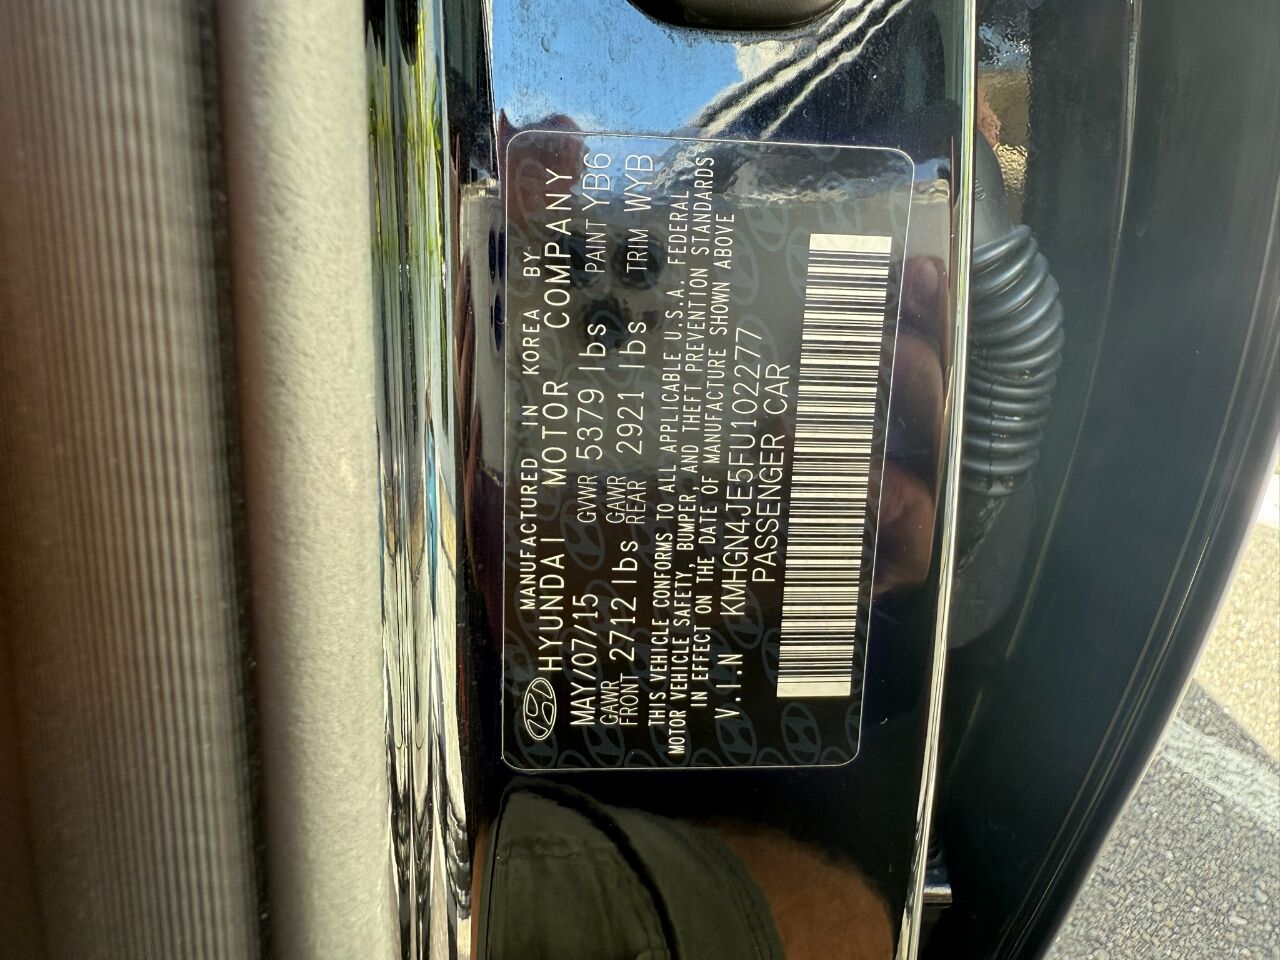 MANUFACTURED IN KOREA BY
HYUNDAI MOTOR COMPANY
MAY/07/15 GVWR 5379 lbs PAINT YB6
GAWR FRONT 2712 lbs GAWR REAR 2921 lbs TRIM WYB
THIS VEHICLE CONFORMS TO ALL APPLICABLE U.S.A. FEDERAL
MOTOR VEHICLE SAFETY, BUMPER, AND THEFT PREVENTION STANDARDS
IN EFFECT ON THE DATE OF MANUFACTURE SHOWN ABOVE
V.I.N KMHGN4JE5FU102277
PASSENGER CAR